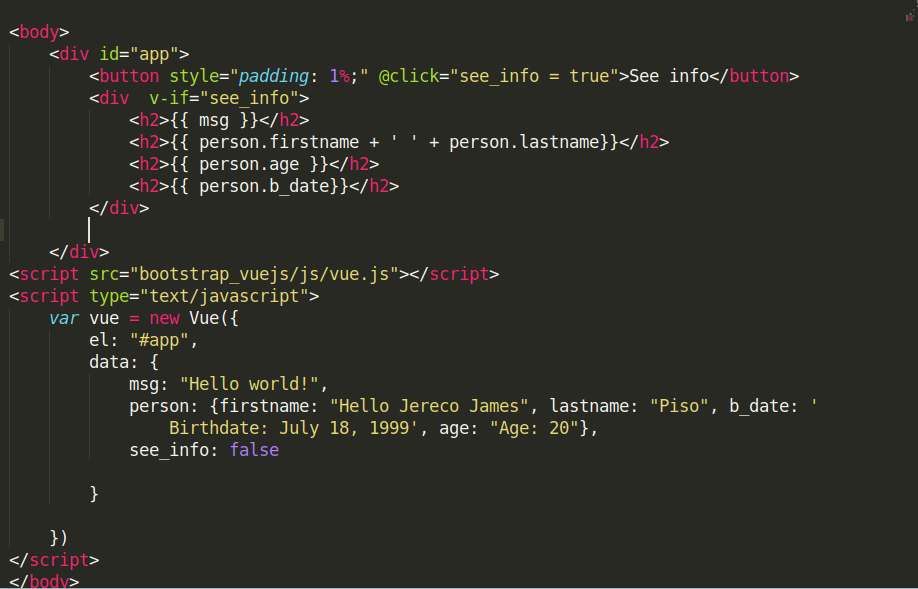 <body>
    <div id="app">
        <button style="padding: 1%;" @click="see_info = true">See info</button>
        <div  v-if="see_info">
            <h2>{{ msg }}</h2>
            <h2>{{ person.firstname + ' ' + person.lastname}}</h2>
            <h2>{{ person.age }}</h2>
            <h2>{{ person.b_date}}</h2>
        </div>
    </div>
<script src="bootstrap_vuejs/js/vue.js"></script>
<script type="text/javascript">
    var vue = new Vue({
        el: "#app",
        data: {
            msg: "Hello world!",
            person: {firstname: "Hello Jereco James", lastname: "Piso", b_date: '
                Birthdate: July 18, 1999', age: "Age: 20"},
            see_info: false
        }
    })
</script>
</body>